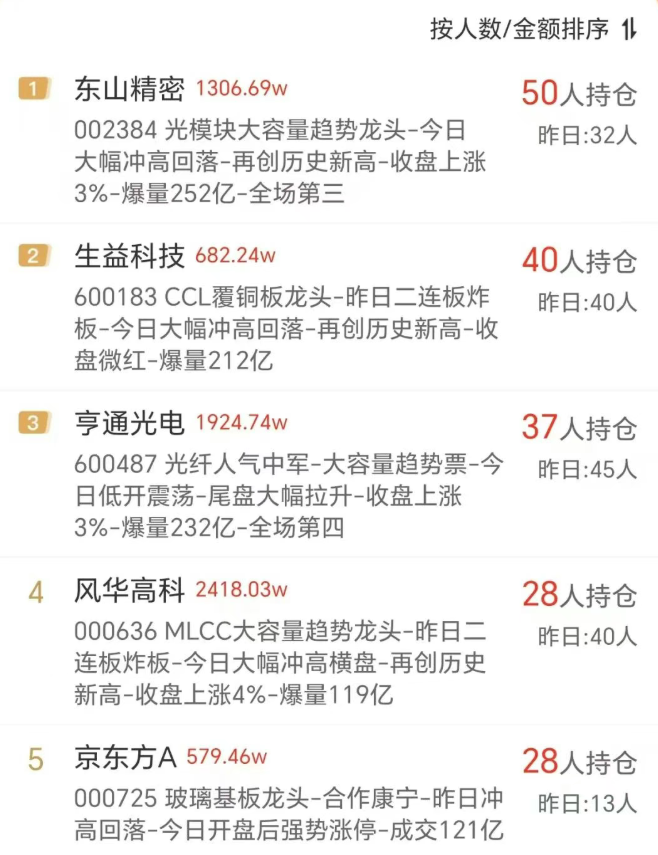 按人数/金额排序
1 东山精密 1306.69w 50人持仓
002384 光模块大容量趋势龙头-今日 昨日:32人
大幅冲高回落-再创历史新高-收盘上涨
3%-爆量252亿-全场第三
2 生益科技 682.24w 40人持仓
600183 CCL覆铜板龙头-昨日二连板炸 昨日:40人
板-今日大幅冲高回落-再创历史新高-收
盘微红-爆量212亿
3 亨通光电 1924.74w 37人持仓
600487 光纤人气中军-大容量趋势票-今 昨日:45人
日低开震荡-尾盘大幅拉升-收盘上涨
3%-爆量232亿-全场第四
4 风华高科 2418.03w 28人持仓
000636 MLCC大容量趋势龙头-昨日二 昨日:40人
连板炸板-今日大幅冲高横盘-再创历史
新高-收盘上涨4%-爆量119亿
5 京东方A 579.46w 28人持仓
000725 玻璃基板龙头-合作康宁-昨日冲 昨日:13人
高回落-今日开盘后强势涨停-成交121亿